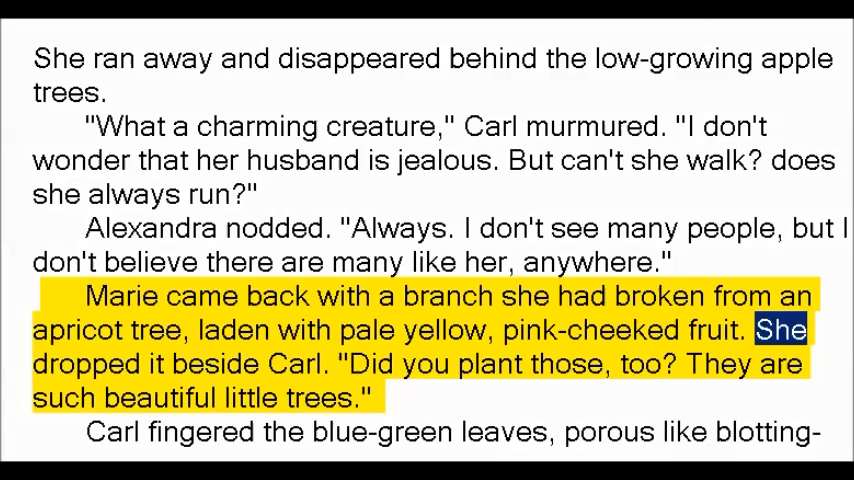 She ran away and disappeared behind the low-growing apple
trees.
"What a charming creature," Carl murmured. "I don't
wonder that her husband is jealous. But can't she walk? does
she always run?"
Alexandra nodded. "Always. I don't see many people, but I
don't believe there are many like her, anywhere."
Marie came back with a branch she had broken from an
apricot tree, laden with pale yellow, pink-cheeked fruit. She
dropped it beside Carl. "Did you plant those, too? They are
such beautiful little trees."
Carl fingered the blue-green leaves, porous like blotting-